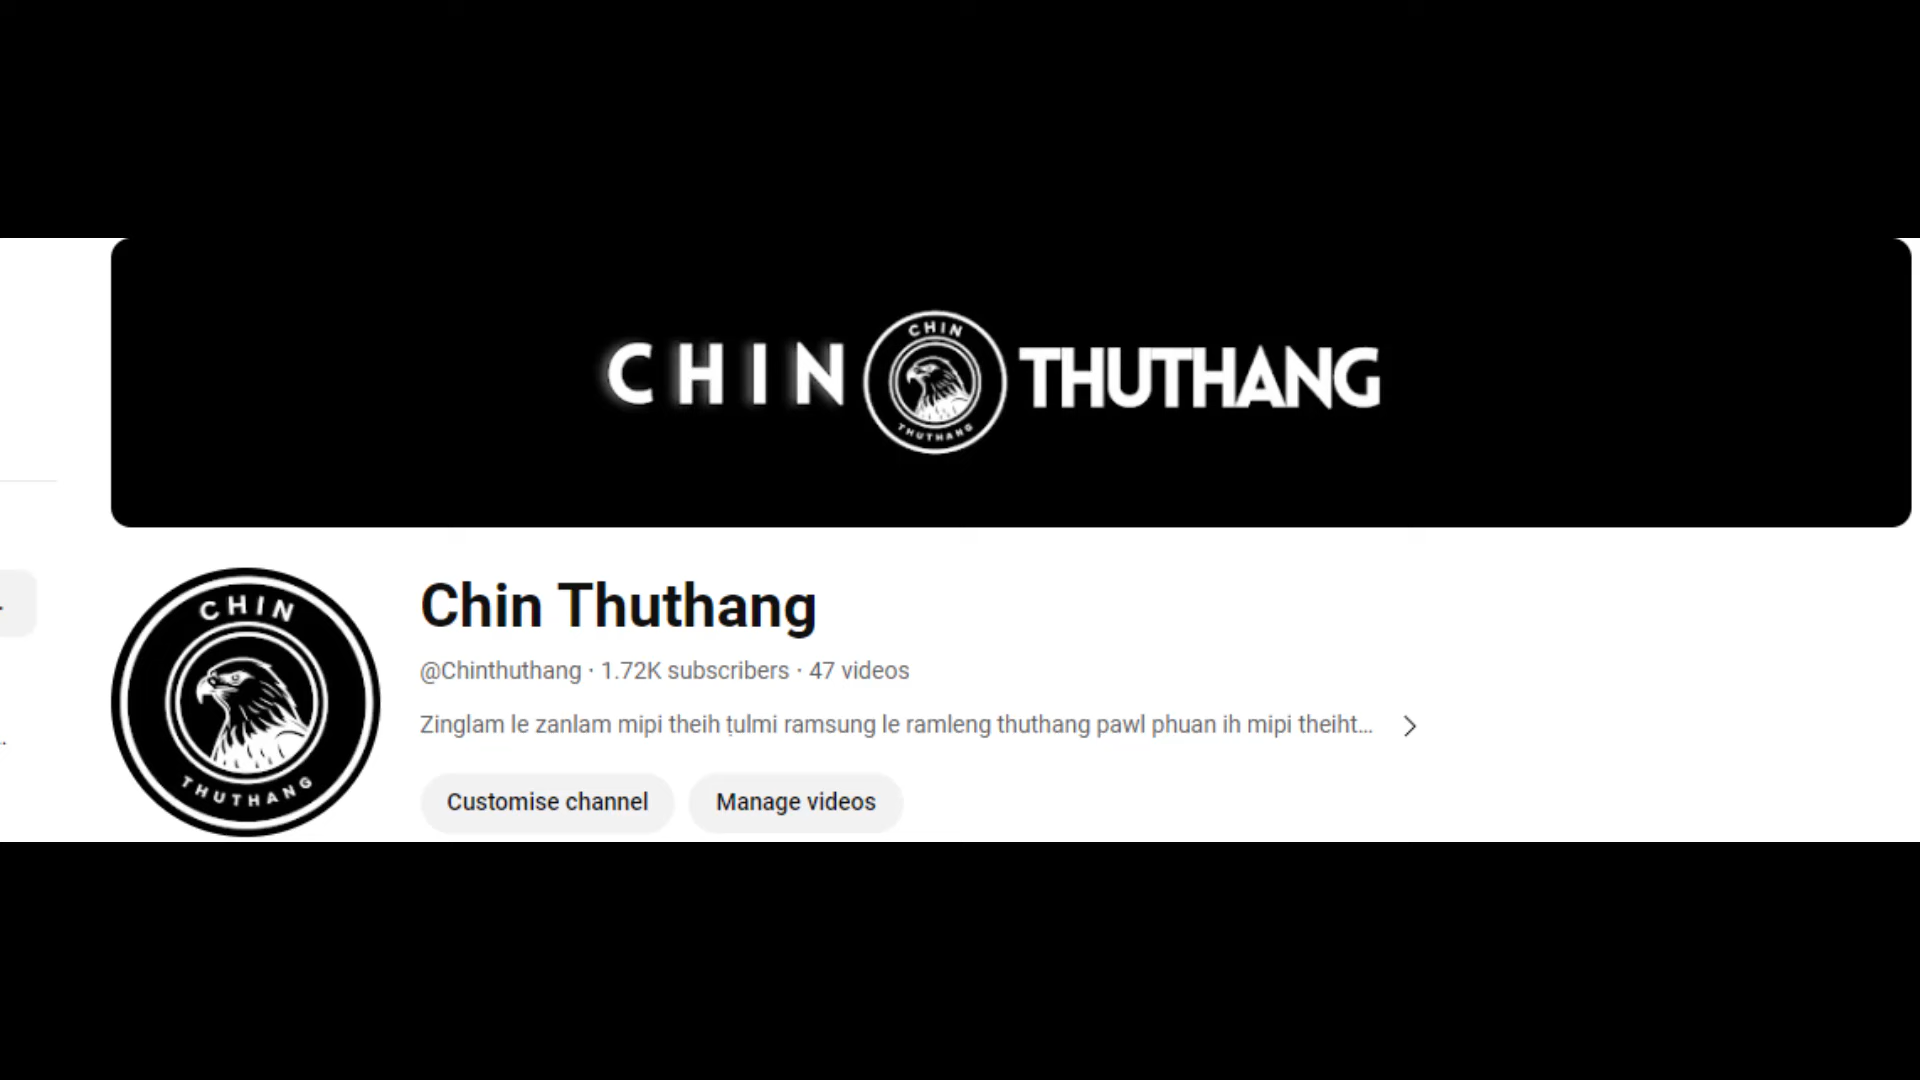 CHIN CHIN THUTHANG THUTHANG
CHIN
THUTHANG
Chin Thuthang
@Chinthuthang · 1.72K subscribers · 47 videos
Zinglam le zanlam mipi theih ṭulmi ramsung le ramleng thuthang pawl phuan ih mipi theiht...
Customise channel Manage videos